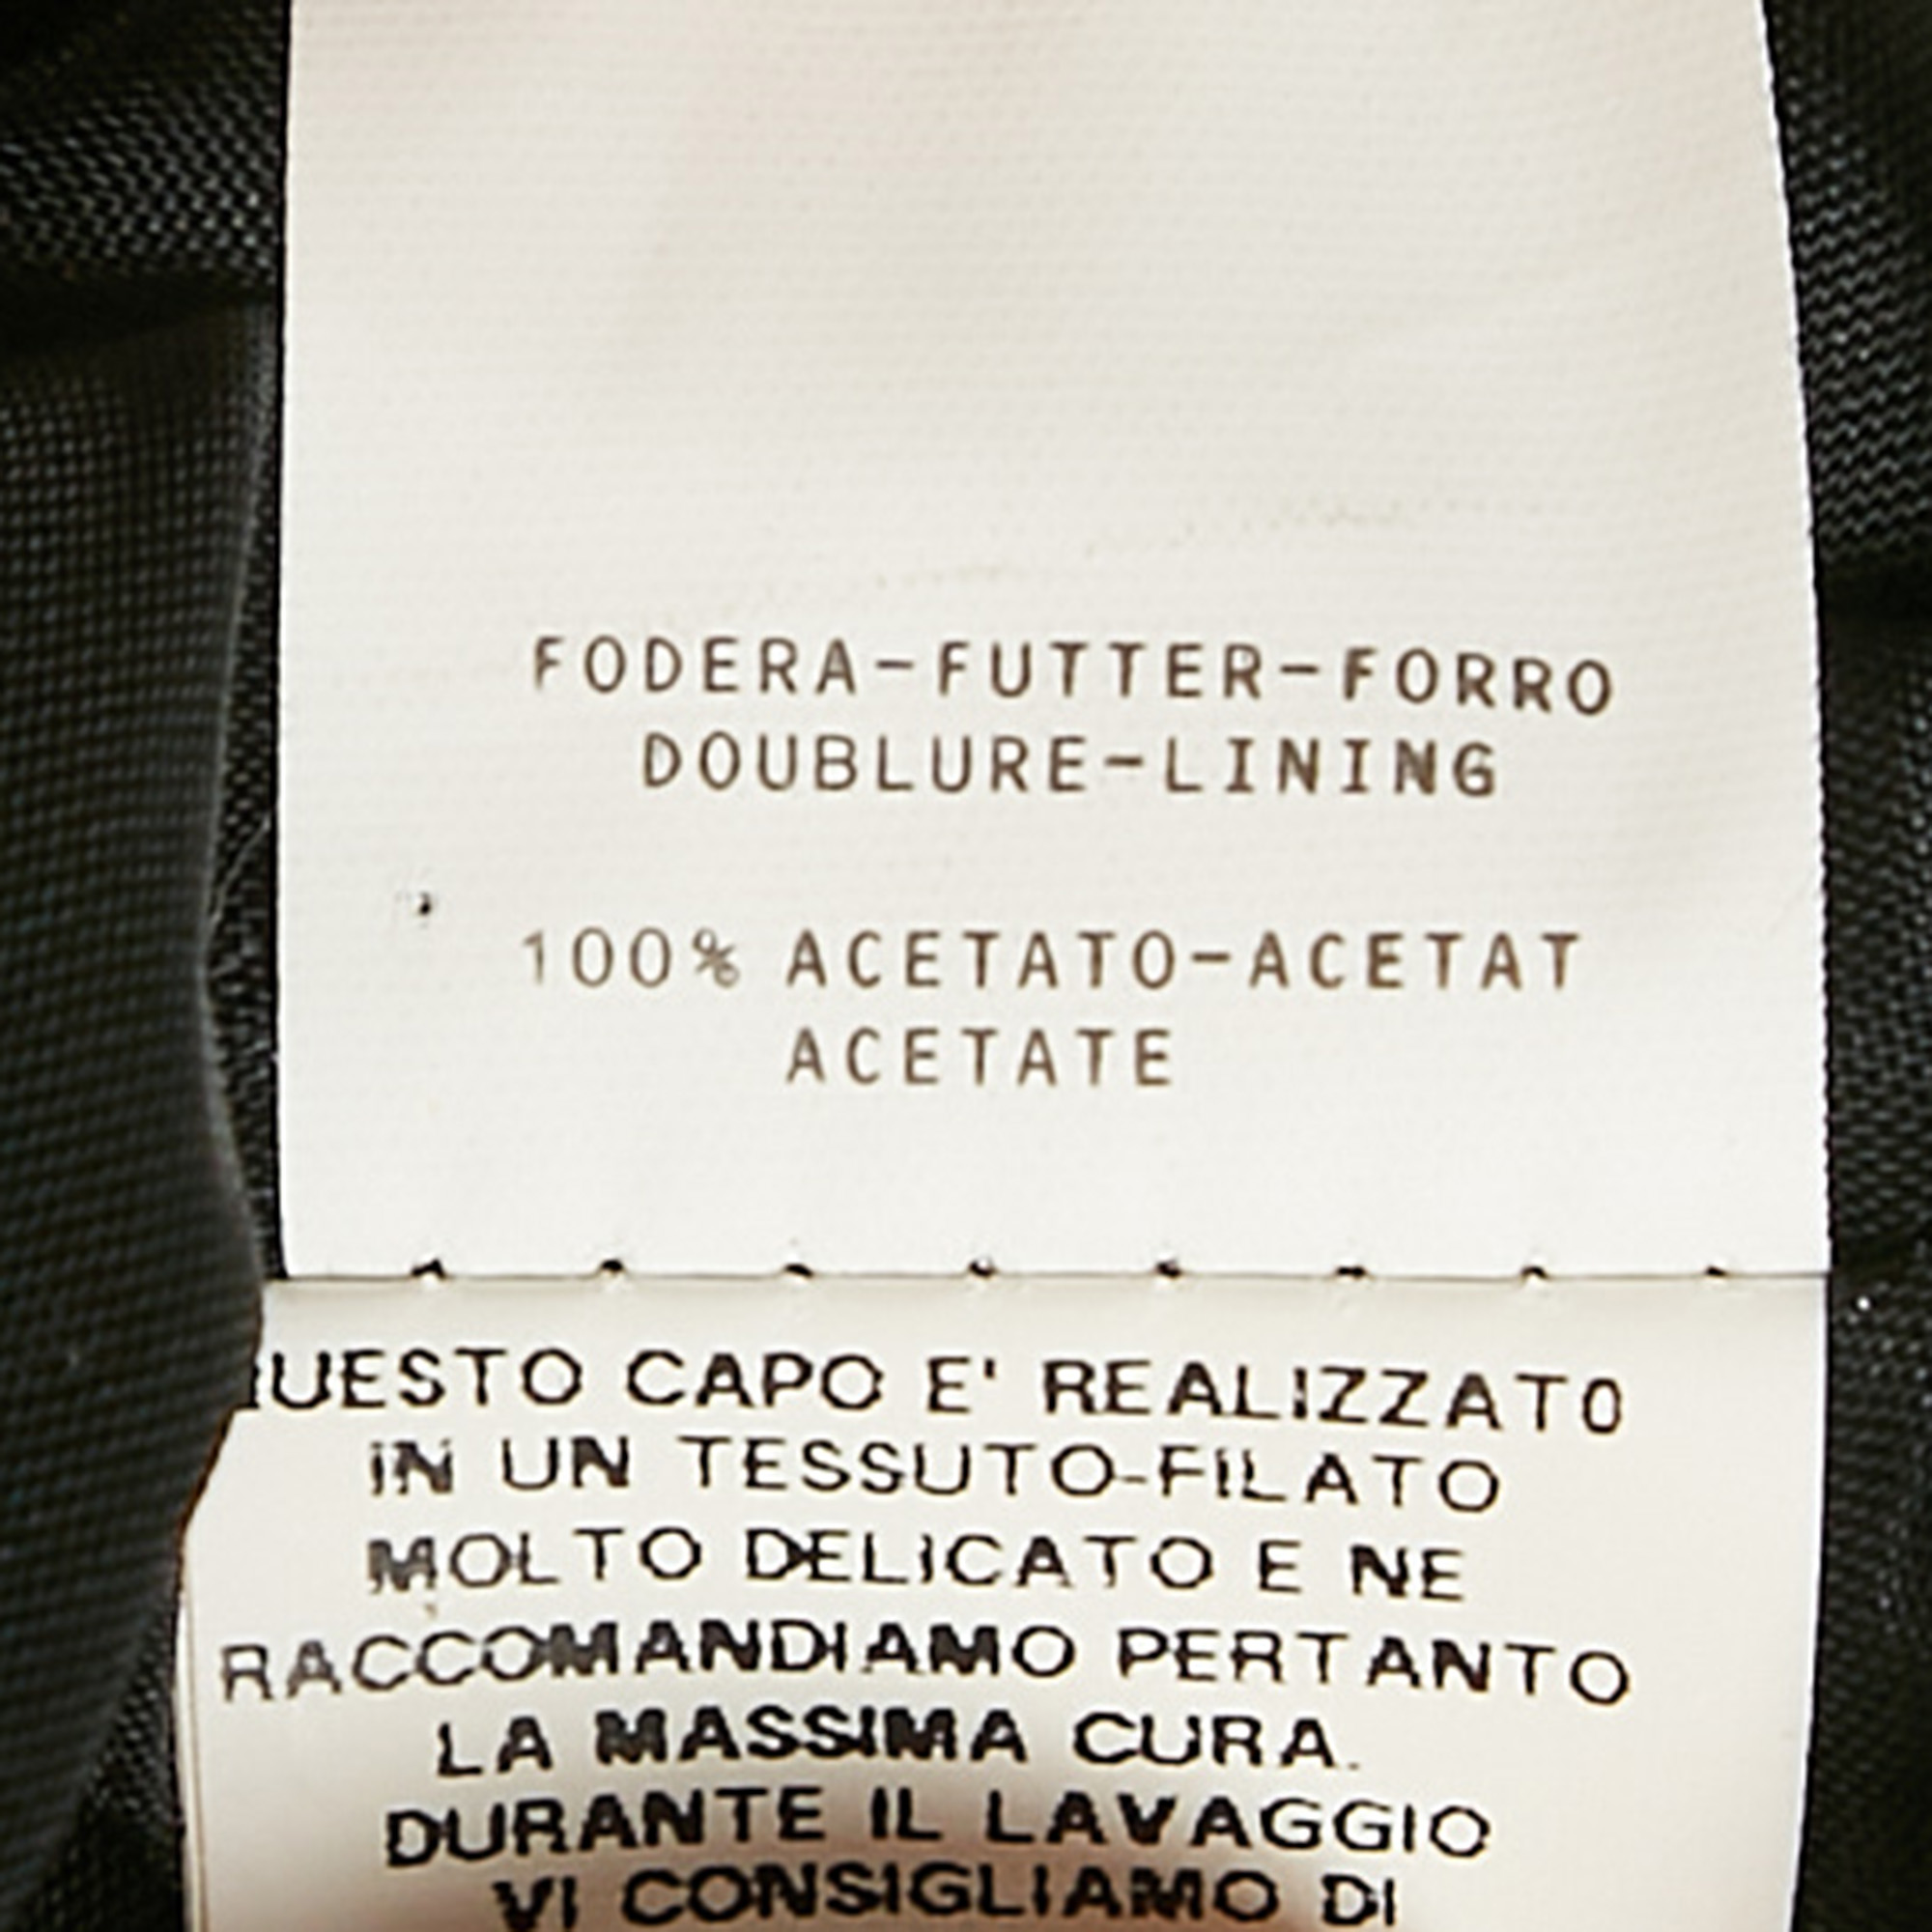 FODERA-FUTTER-FORRO
DOUBLURE-LINING
100% ACETATO-ACETAT
ACETATE
QUESTO CAPO E' REALIZZATO
IN UN TESSUTO-FILATO
MOLTO DELICATO E NE
RACCOMANDIAMO PERTANTO
LA MASSIMA CURA.
DURANTE IL LAVAGGIO
VI CONSIGLIAMO DI